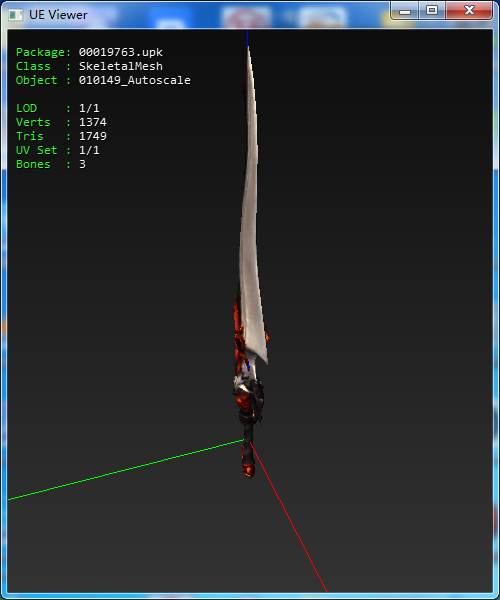 UE Viewer
Package: 00019763.upk
Class : SkeletalMesh
Object : 010149_Autoscale
LOD : 1/1
Verts : 1374
Tris : 1749
UV Set : 1/1
Bones : 3